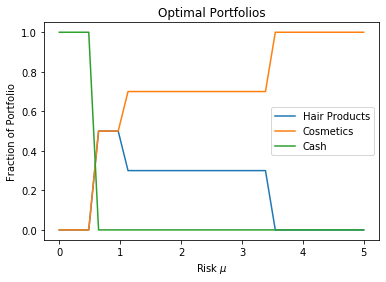 Optimal Portfolios
Fraction of Portfolio
1.0
0.8
0.6
0.4
0.2
0.0
Hair Products
Cosmetics
Cash
0 1 2 3 4 5
Risk μ